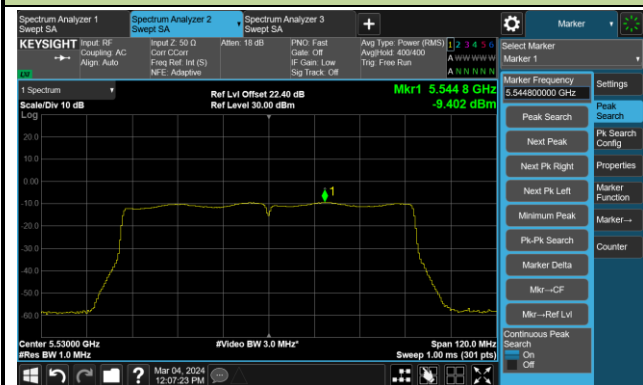 Spectrum Analyzer 1
Swept SA
Spectrum Analyzer 2
Swept SA
Spectrum Analyzer 3
Swept SA
+
Marker
KEYSIGHT
Input: RF
Coupling: AC
Align: Auto
Input Z: 50 Ω
Corr CCorr
Freq Ref: Int (S)
NFE: Adaptive
Atten: 18 dB
PNO: Fast
Gate: Off
IF Gain: Low
Sig Track: Off
Avg Type: Power (RMS)
Avg|Hold: 400/400
Trig: Free Run
1 2 3 4 5 6
A W W W W W
A N N N N N
Select Marker
Marker 1
1 Spectrum
Scale/Div 10 dB
Log
Ref Lvl Offset 22.40 dB
Ref Level 30.00 dBm
Mkr1 5.544 8 GHz
-9.402 dBm
20.0
10.0
0.00
-10.0
-20.0
-30.0
-40.0
-50.0
-60.0
1
Center 5.53000 GHz
#Res BW 1.0 MHz
#Video BW 3.0 MHz*
Span 120.0 MHz
Sweep 1.00 ms (301 pts)
Marker Frequency
5.544800000 GHz
Peak Search
Next Peak
Next Pk Right
Next Pk Left
Minimum Peak
Pk-Pk Search
Marker Delta
Mkr→CF
Mkr→Ref Lvl
Continuous Peak
Search
On
Off
Settings
Peak
Search
Pk Search
Config
Properties
Marker
Function
Marker→
Counter
?
Mar 04, 2024
12:07:23 PM